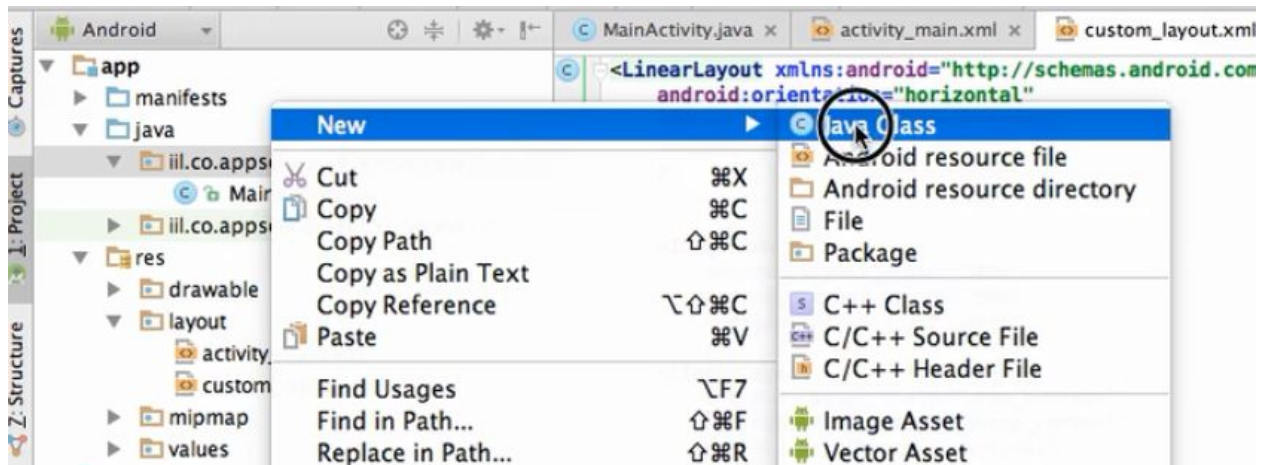 Captures
1: Project
Z: Structure
Android
app
manifests
java
iil.co.apps
Main
iil.co.apps
res
drawable
layout
activity_
custom
mipmap
values
MainActivity.java ×
activity_main.xml ×
custom_layout.xml
<LinearLayout xmlns:android="http://schemas.android.com
android:orientation="horizontal"
New
Cut ⌘X
Copy ⌘C
Copy Path ⇧⌘C
Copy as Plain Text
Copy Reference ⌥⇧⌘C
Paste ⌘V
Find Usages ⌥F7
Find in Path... ⇧⌘F
Replace in Path... ⇧⌘R
Java Class
Android resource file
Android resource directory
File
Package
C++ Class
C/C++ Source File
C/C++ Header File
Image Asset
Vector Asset